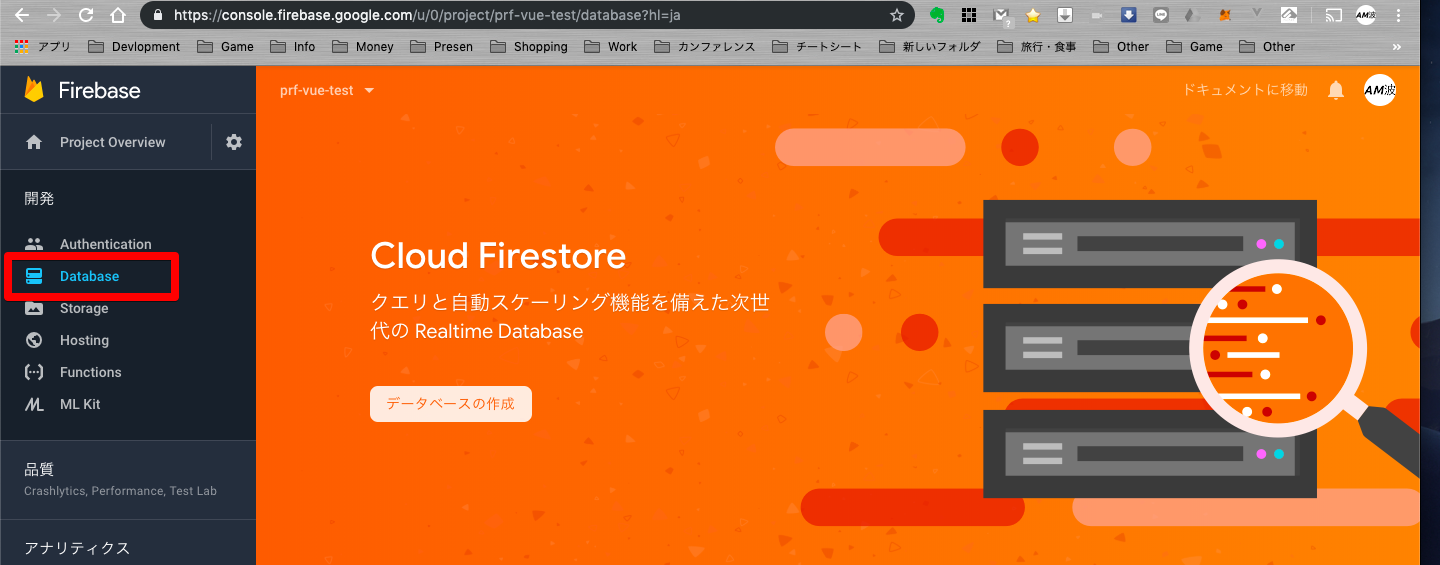 https://console.firebase.google.com/u/0/project/prf-vue-test/database?hl=ja
AM波
アプリ Devlopment Game Info Money Presen Shopping Work カンファレンス チートシート 新しいフォルダ 旅行・食事 Other Game Other »
Firebase
prf-vue-test
ドキュメントに移動
AM波
Project Overview
開発
Authentication
Database
Storage
Hosting
Functions
ML Kit
品質
Crashlytics, Performance, Test Lab
アナリティクス
Cloud Firestore
クエリと自動スケーリング機能を備えた次世
代の Realtime Database
データベースの作成